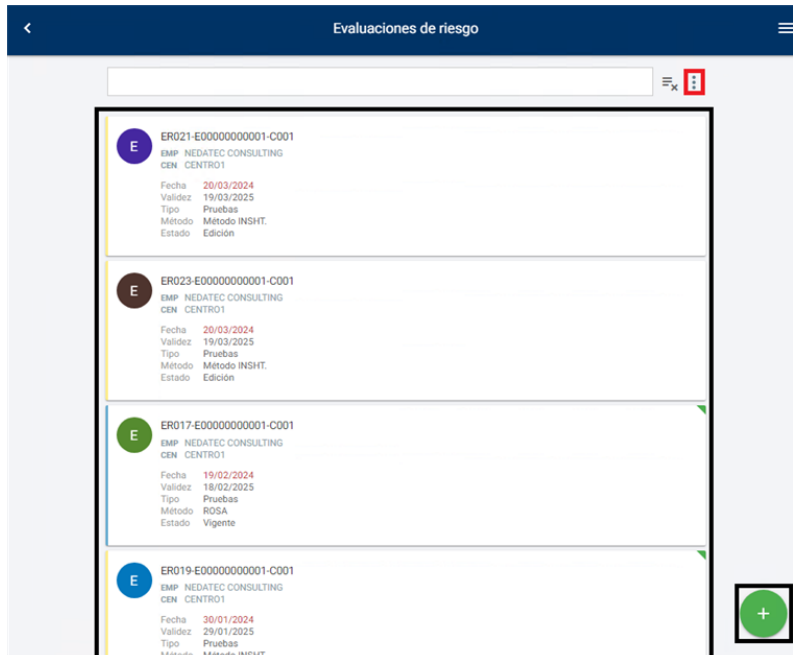 Evaluaciones de riesgo
E
ER021-E00000000001-C001
EMP NEDATEC CONSULTING
CEN CENTRO1
Fecha 20/03/2024
Validez 19/03/2025
Tipo Pruebas
Método Método INSHT.
Estado Edición
E
ER023-E00000000001-C001
EMP NEDATEC CONSULTING
CEN CENTRO1
Fecha 20/03/2024
Validez 19/03/2025
Tipo Pruebas
Método Método INSHT.
Estado Edición
E
ER017-E00000000001-C001
EMP NEDATEC CONSULTING
CEN CENTRO1
Fecha 19/02/2024
Validez 18/02/2025
Tipo Pruebas
Método ROSA
Estado Vigente
E
ER019-E00000000001-C001
EMP NEDATEC CONSULTING
CEN CENTRO1
Fecha 30/01/2024
Validez 29/01/2025
Tipo Pruebas
Método Método INSHT